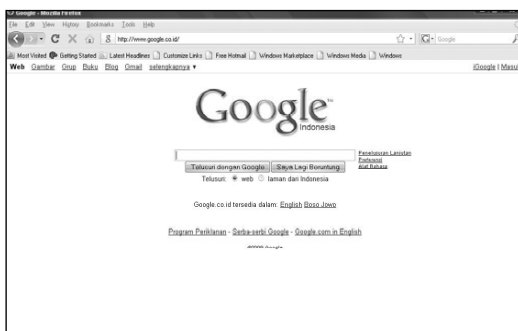 Google - Mozilla Firefox
File Edit View History Bookmarks Tools Help
http://www.google.co.id/
Google
Most Visited Getting Started Latest Headlines Customize Links Free Hotmail Windows Marketplace Windows Media Windows
Web Gambar Grup Buku Blog Gmail selengkapnya ▼ iGoogle | Masuk
Google™
Indonesia
Penelusuran Lanjutan
Preferensi
Alat Bahasa
Telusuri dengan Google Saya Lagi Beruntung
Telusuri: web laman dari Indonesia
Google.co.id tersedia dalam: English Boso Jowo
Program Periklanan - Serba-serbi Google - Google.com in English
©2009 Google